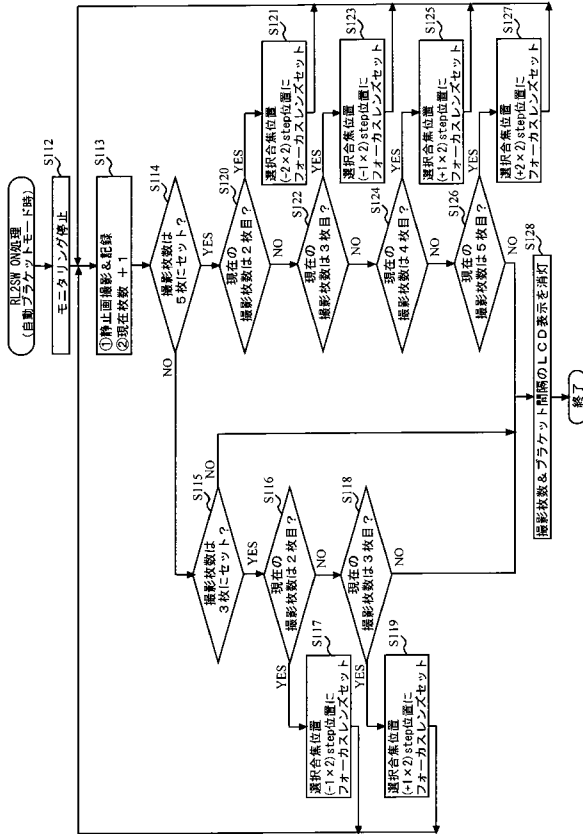 RL2SW ON処理
(自動ブラケットモード時)
S112
モニタリング停止
S113
①静止画撮影&記録
②現在枚数 +1
S114
撮影枚数は
5枚にセット?
YES
NO
S120
現在の
撮影枚数は2枚目?
YES
NO
S121
選択合焦位置
(−2×2)step位置に
フォーカスレンズセット
S122
現在の
撮影枚数は3枚目?
YES
NO
S123
選択合焦位置
(−1×2)step位置に
フォーカスレンズセット
S124
現在の
撮影枚数は4枚目?
YES
NO
S125
選択合焦位置
(+1×2)step位置に
フォーカスレンズセット
S126
現在の
撮影枚数は5枚目?
YES
NO
S127
選択合焦位置
(+2×2)step位置に
フォーカスレンズセット
S115
撮影枚数は
3枚にセット?
NO
YES
S116
現在の
撮影枚数は2枚目?
YES
NO
S117
選択合焦位置
(−1×2)step位置に
フォーカスレンズセット
S118
現在の
撮影枚数は3枚目?
YES
NO
S119
選択合焦位置
(+1×2)step位置に
フォーカスレンズセット
S128
撮影枚数&ブラケット間隔のLCD表示を消灯
終了